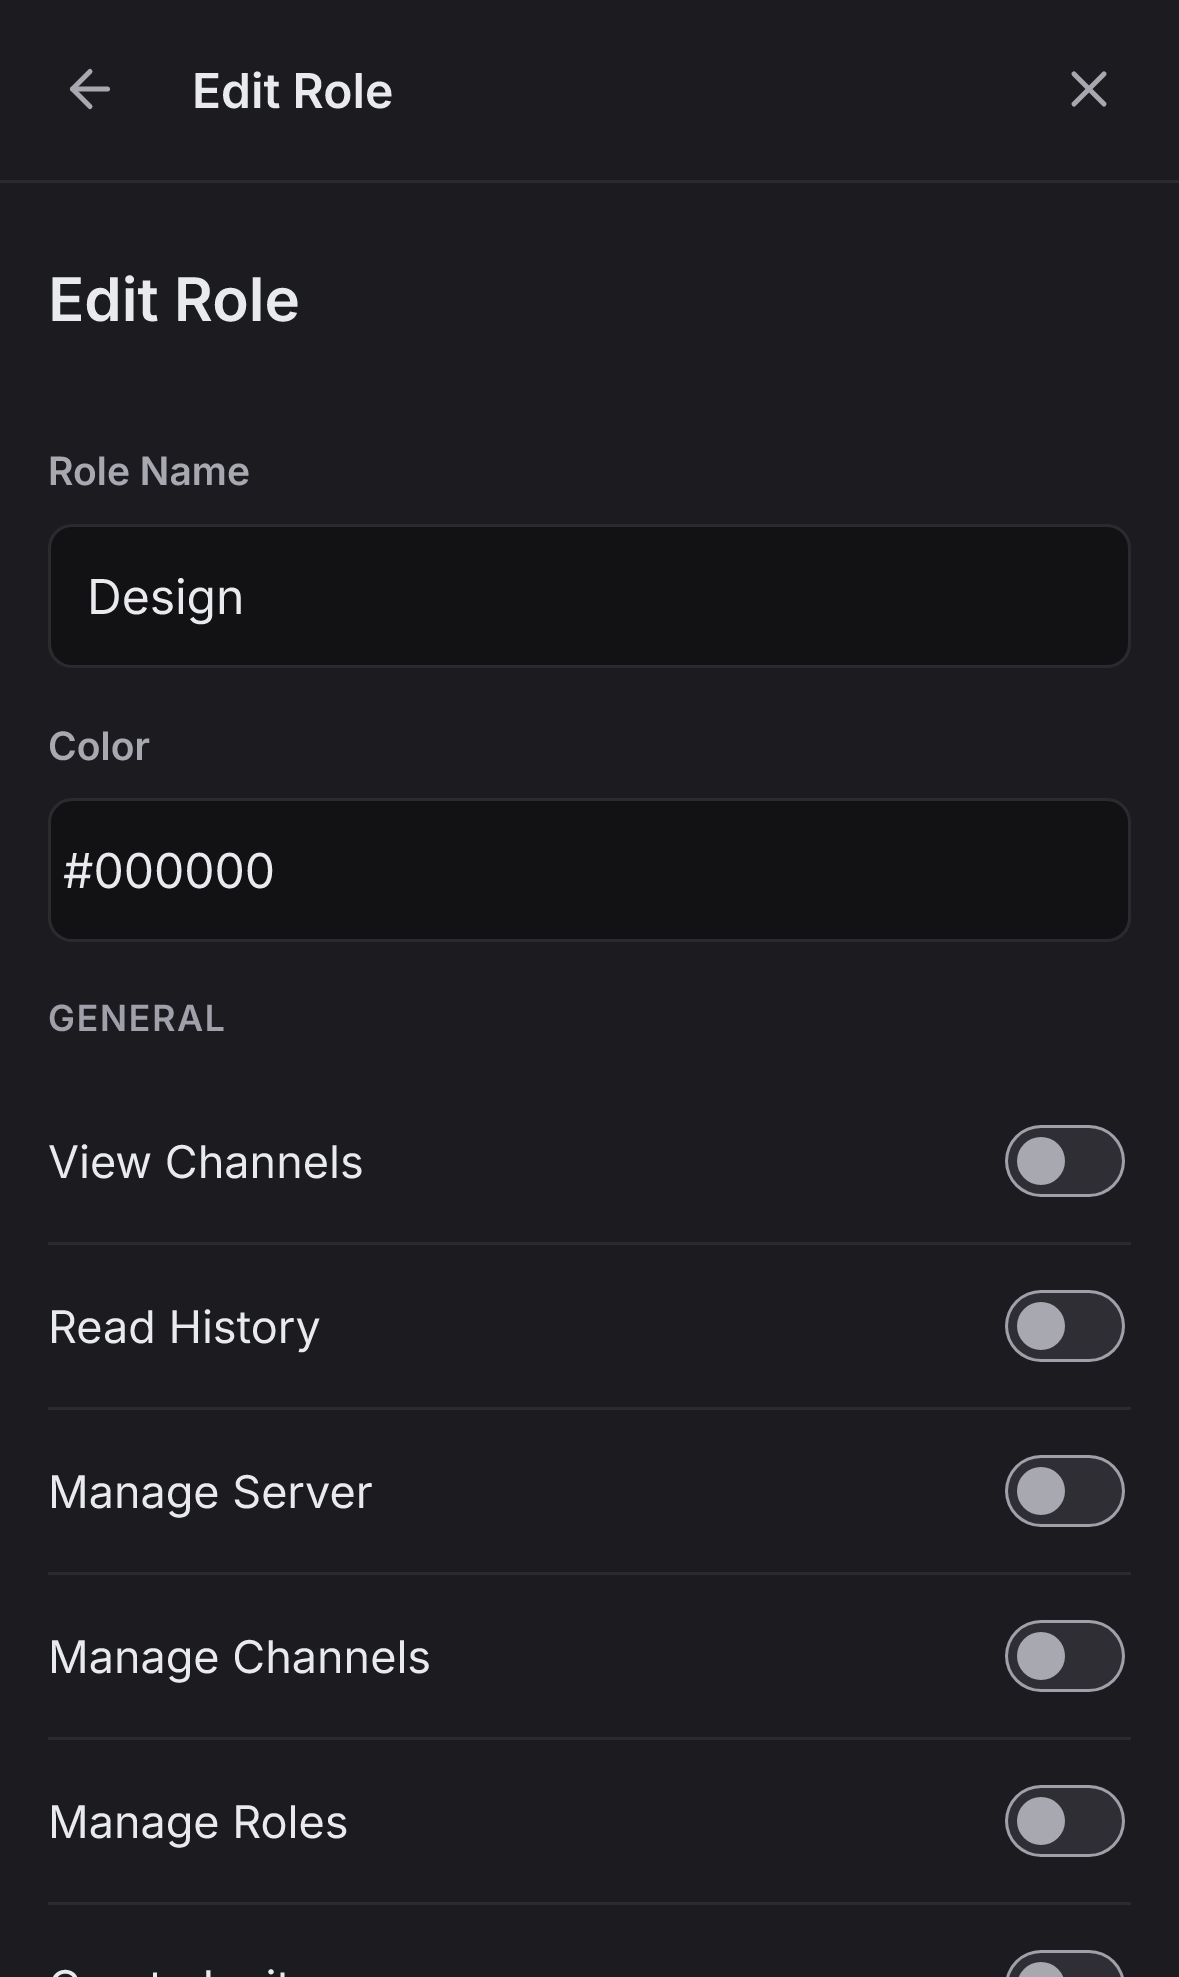 Edit Role
Edit Role
Role Name
Design
Color
#000000
GENERAL
View Channels
Read History
Manage Server
Manage Channels
Manage Roles